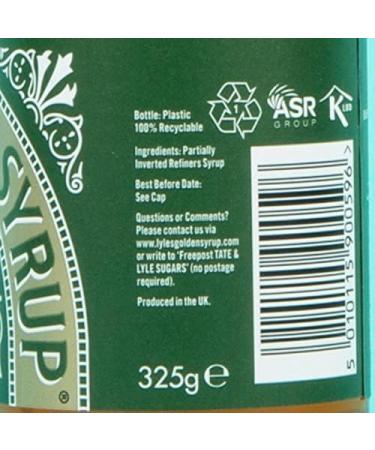 SYRUP
®
Bottle: Plastic
100% Recyclable
1
ASR
GROUP
K LBD
Ingredients: Partially
Inverted Refiners Syrup
Best Before Date:
See Cap
Questions or Comments?
Please contact us via
www.lylesgoldensyrup.com
or write to 'Freepost TATE &
LYLE SUGARS' (no postage
required).
Produced in the UK.
325g e
5 010115 900596 >